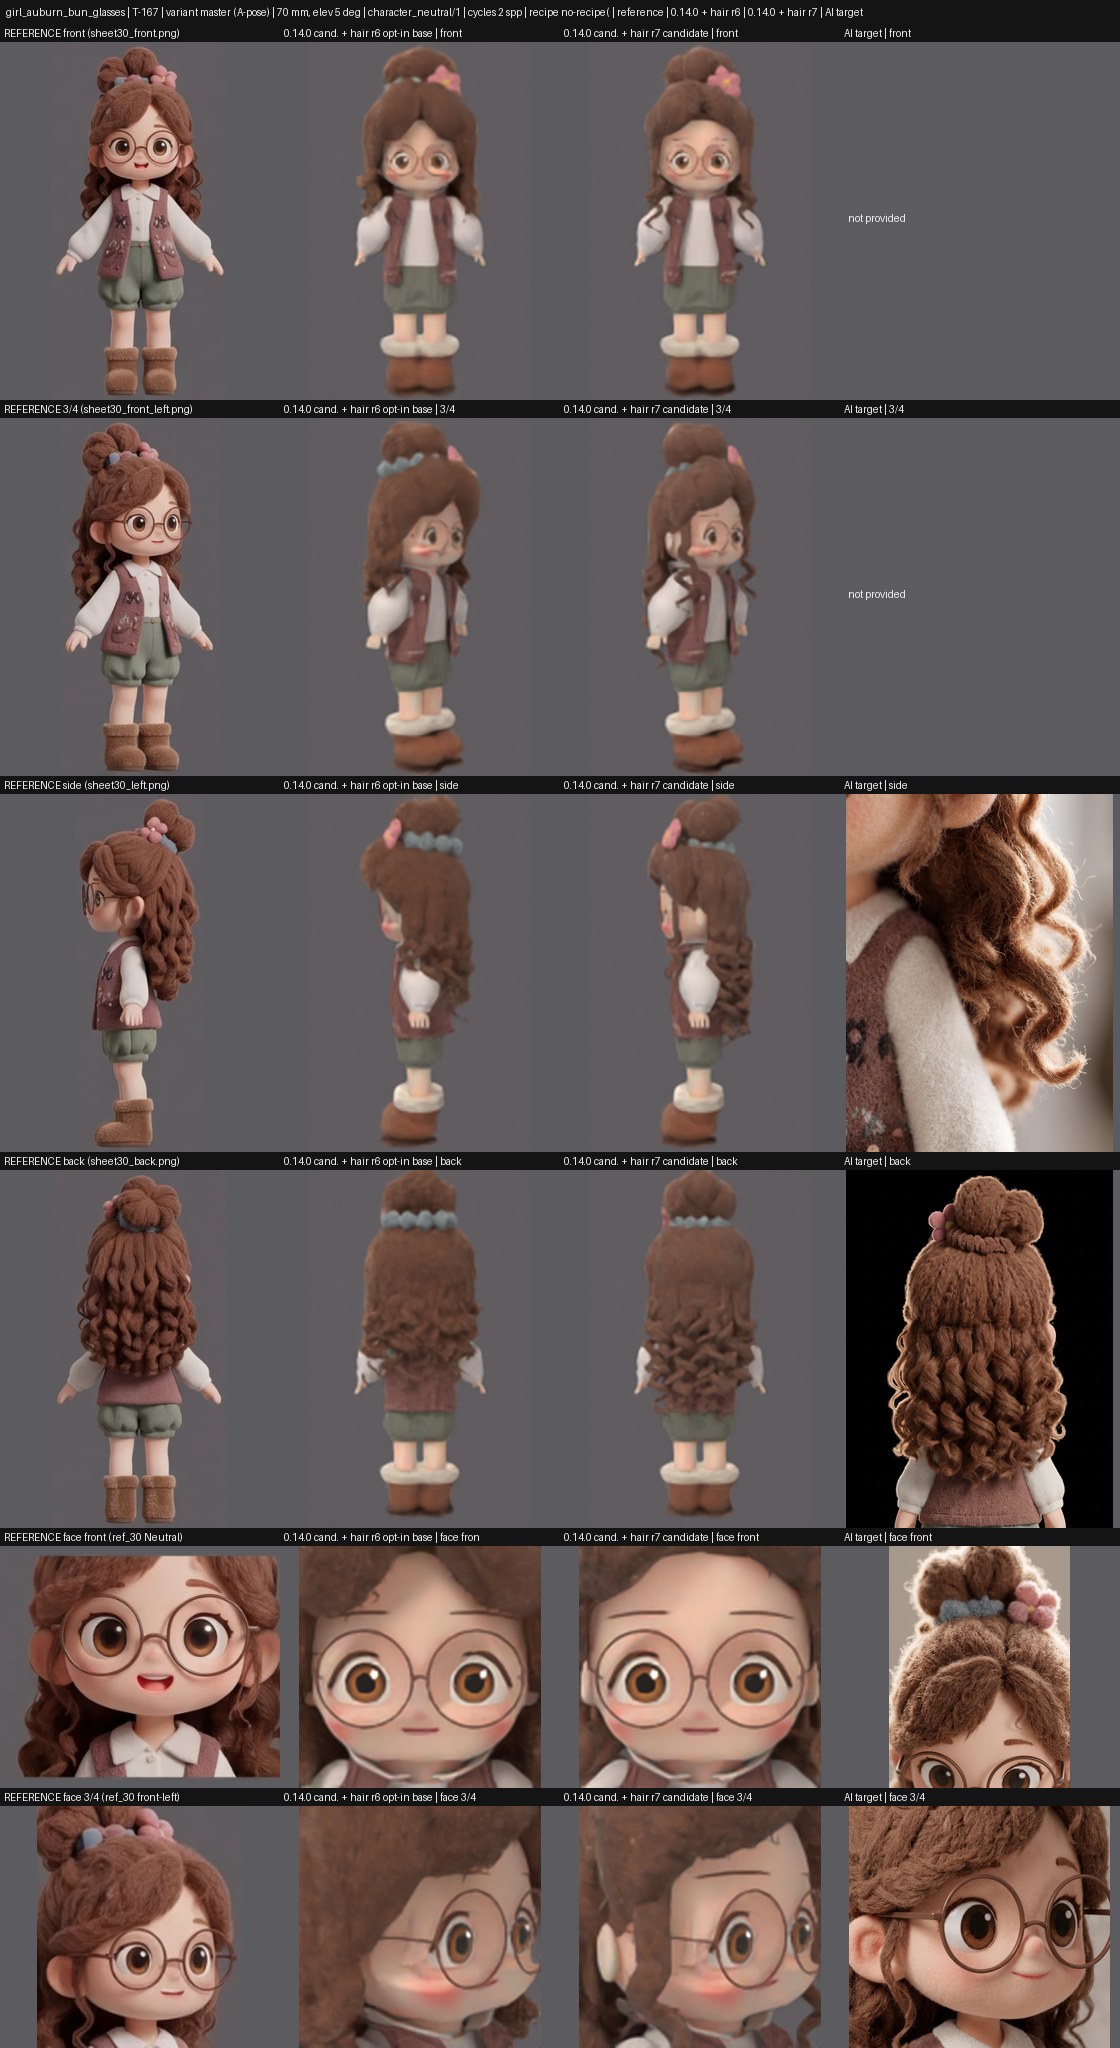 girl_auburn_bun_glasses | T-167 | variant master (A-pose) | 70 mm, elev 5 deg | character_neutral/1 | cycles 2 spp | recipe no-recipe( | reference | 0.14.0 + hair r6 | 0.14.0 + hair r7 | AI target
REFERENCE front (sheet30_front.png) 0.14.0 cand. + hair r6 opt-in base | front 0.14.0 cand. + hair r7 candidate | front AI target | front
not provided
REFERENCE 3/4 (sheet30_front_left.png) 0.14.0 cand. + hair r6 opt-in base | 3/4 0.14.0 cand. + hair r7 candidate | 3/4 AI target | 3/4
not provided
REFERENCE side (sheet30_left.png) 0.14.0 cand. + hair r6 opt-in base | side 0.14.0 cand. + hair r7 candidate | side AI target | side
REFERENCE back (sheet30_back.png) 0.14.0 cand. + hair r6 opt-in base | back 0.14.0 cand. + hair r7 candidate | back AI target | back
REFERENCE face front (ref_30 Neutral) 0.14.0 cand. + hair r6 opt-in base | face fron 0.14.0 cand. + hair r7 candidate | face front AI target | face front
REFERENCE face 3/4 (ref_30 front-left) 0.14.0 cand. + hair r6 opt-in base | face 3/4 0.14.0 cand. + hair r7 candidate | face 3/4 AI target | face 3/4